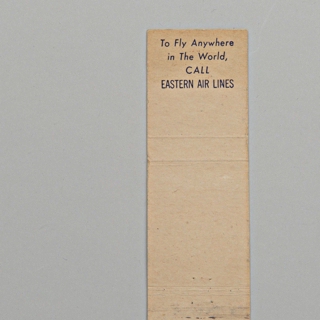 To Fly Anywhere
in The World,
CALL
EASTERN AIR LINES